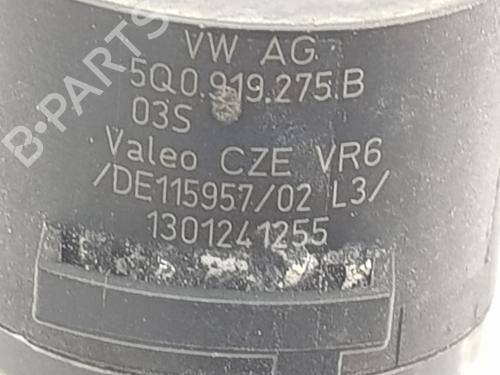 B-PARTS
VW AG
5Q0.919.275.B
03S
Valeo CZE VR6
/DE115957/02 L3/
1301241255